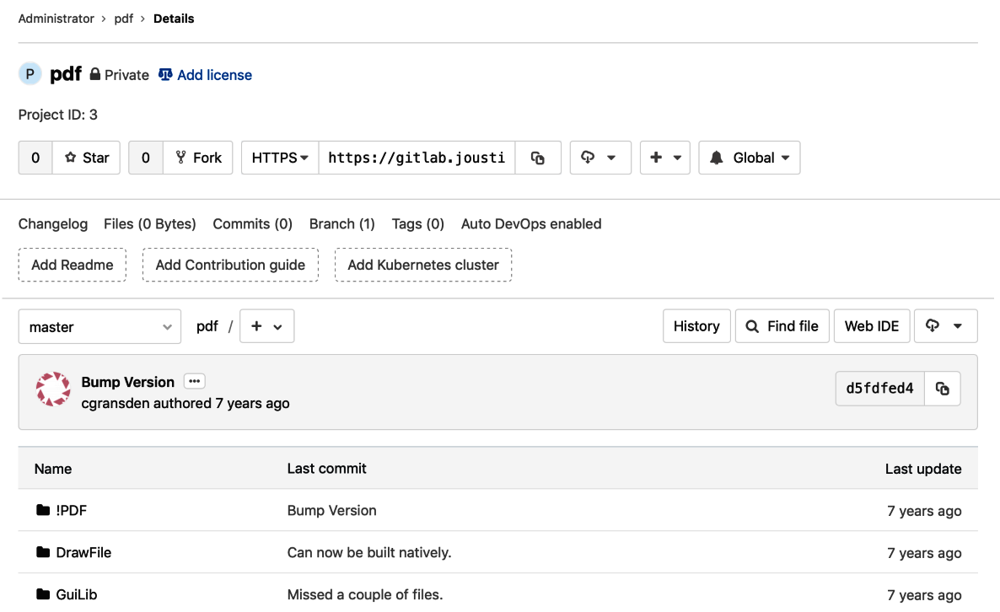 Administrator › pdf › Details
P pdf Private Add license
Project ID: 3
0 Star 0 Fork HTTPS https://gitlab.jousti Global
Changelog Files (0 Bytes) Commits (0) Branch (1) Tags (0) Auto DevOps enabled
Add Readme Add Contribution guide Add Kubernetes cluster
master pdf / + History Find file Web IDE
Bump Version ...
cgransden authored 7 years ago
d5fdfed4
Name Last commit Last update
!PDF Bump Version 7 years ago
DrawFile Can now be built natively. 7 years ago
GuiLib Missed a couple of files. 7 years ago